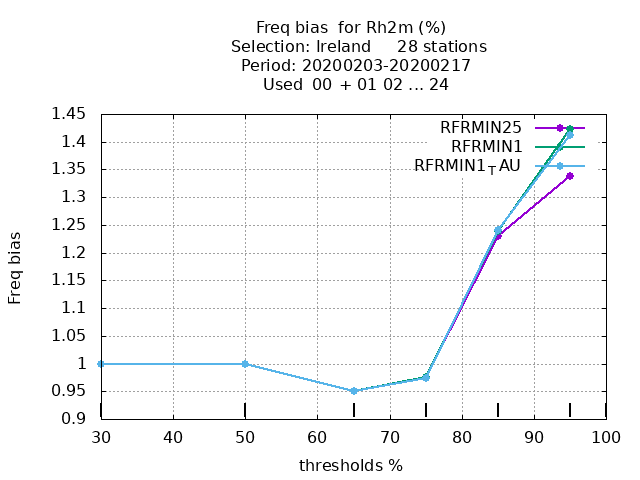 Freq bias  for Rh2m (%)
Selection: Ireland     28 stations
Period: 20200203-20200217
Used  00 + 01 02 ... 24
RFRMIN25
RFRMIN1
RFRMIN1TAU
1.45
1.4
1.35
1.3
1.25
1.2
1.15
1.1
1.05
1
0.95
0.9
Freq bias
30 40 50 60 70 80 90 100
thresholds %